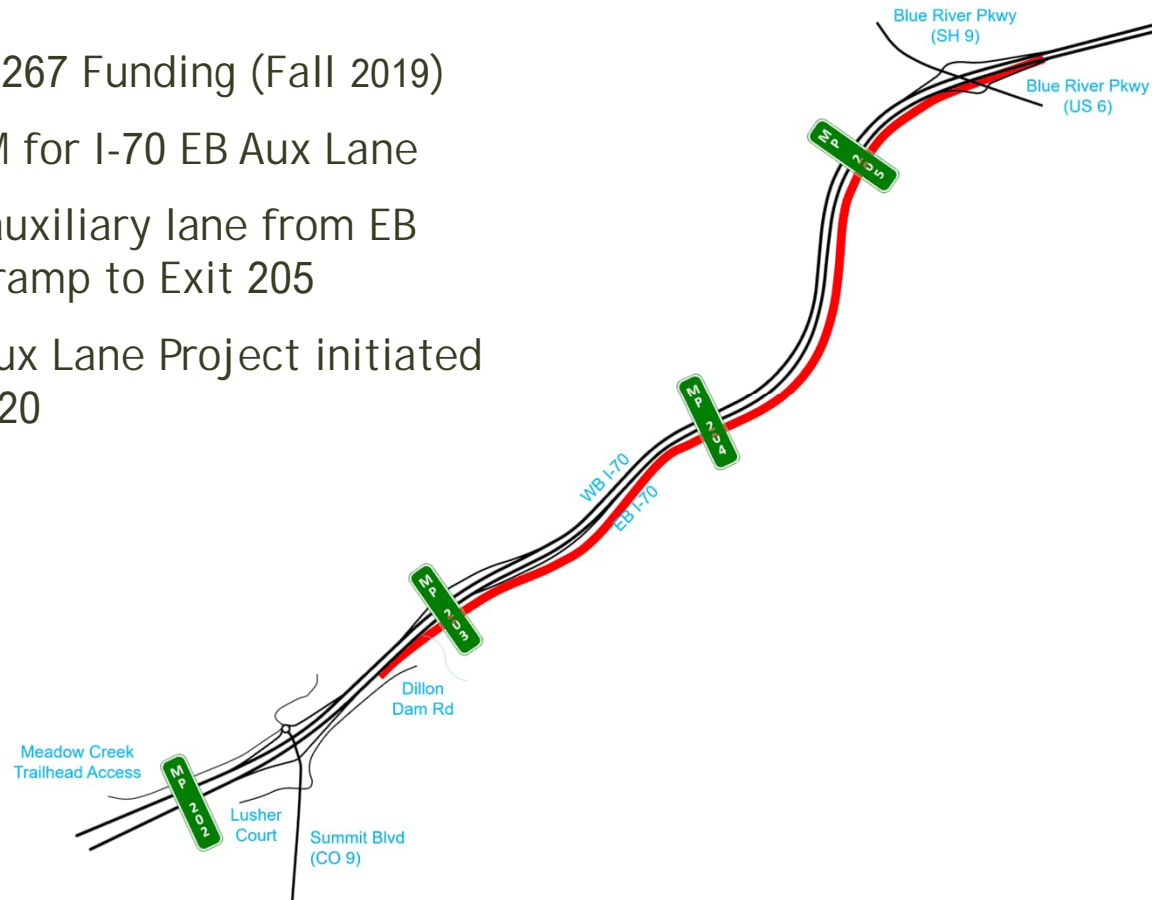 267 Funding (Fall 2019)
M for I-70 EB Aux Lane
auxiliary lane from EB
ramp to Exit 205
ux Lane Project initiated
20
Blue River Pkwy
(SH 9)
Blue River Pkwy
(US 6)
MP 205
MP 204
WB I-70
EB I-70
MP 203
Dillon
Dam Rd
Meadow Creek
Trailhead Access
MP 202
Lusher
Court
Summit Blvd
(CO 9)